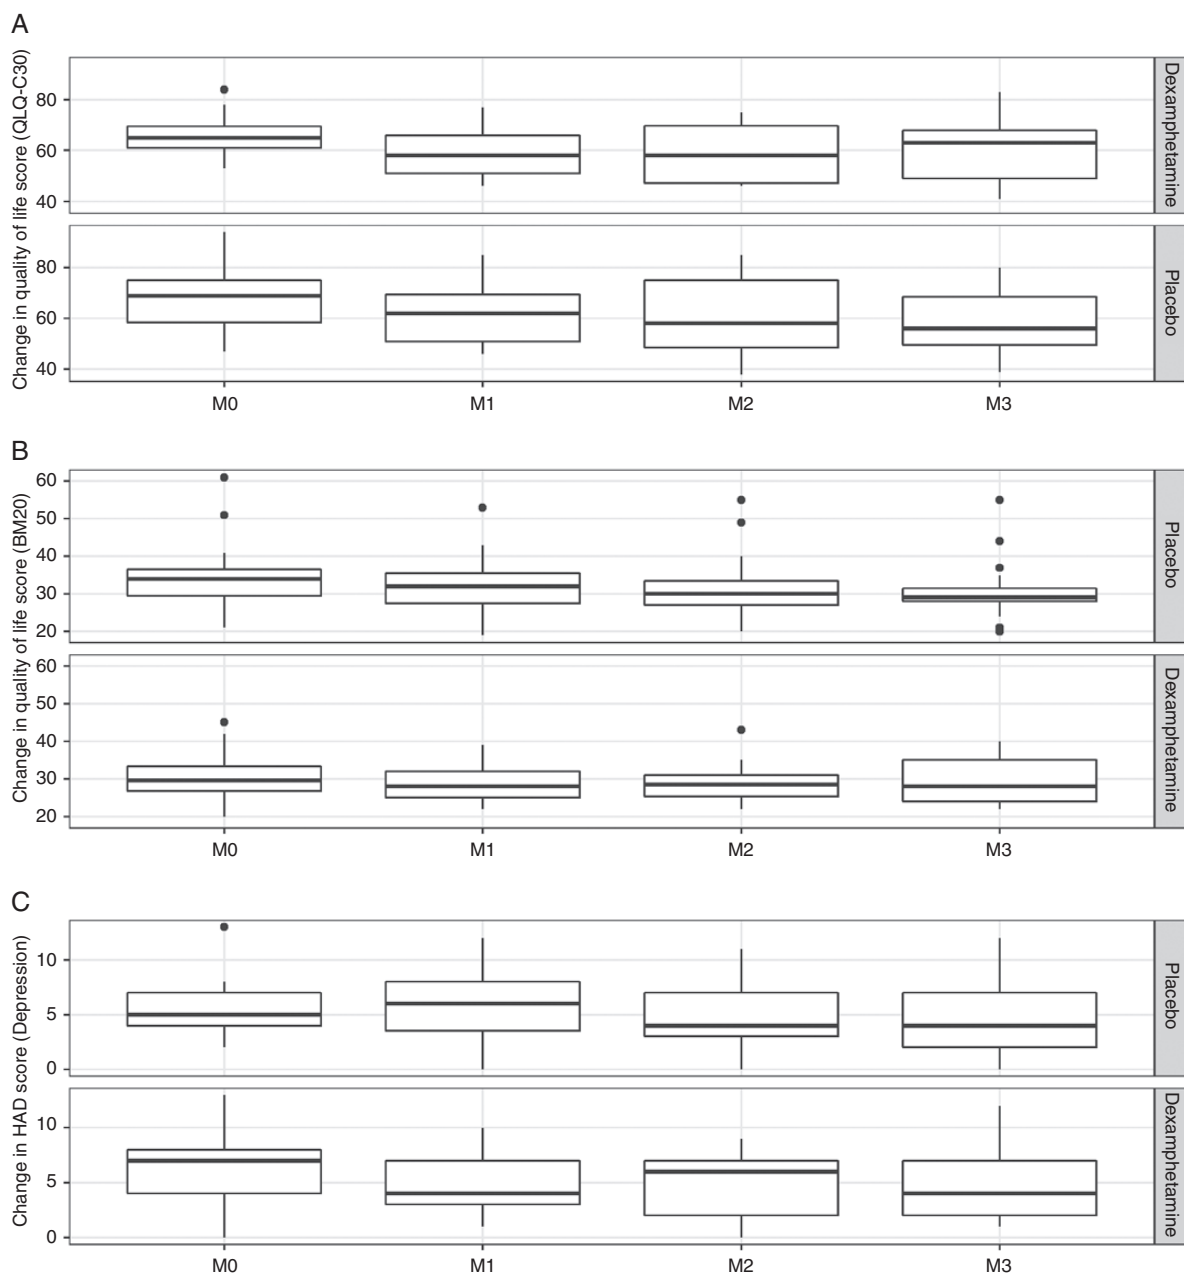 A
Change in quality of life score (QLQ-C30)
80
60
40
Dexamphetamine
80
60
40
Placebo
M0 M1 M2 M3
B
Change in quality of life score (BM20)
60
50
40
30
20
Placebo
60
50
40
30
20
Dexamphetamine
M0 M1 M2 M3
C
Change in HAD score (Depression)
10
5
0
Placebo
10
5
0
Dexamphetamine
M0 M1 M2 M3